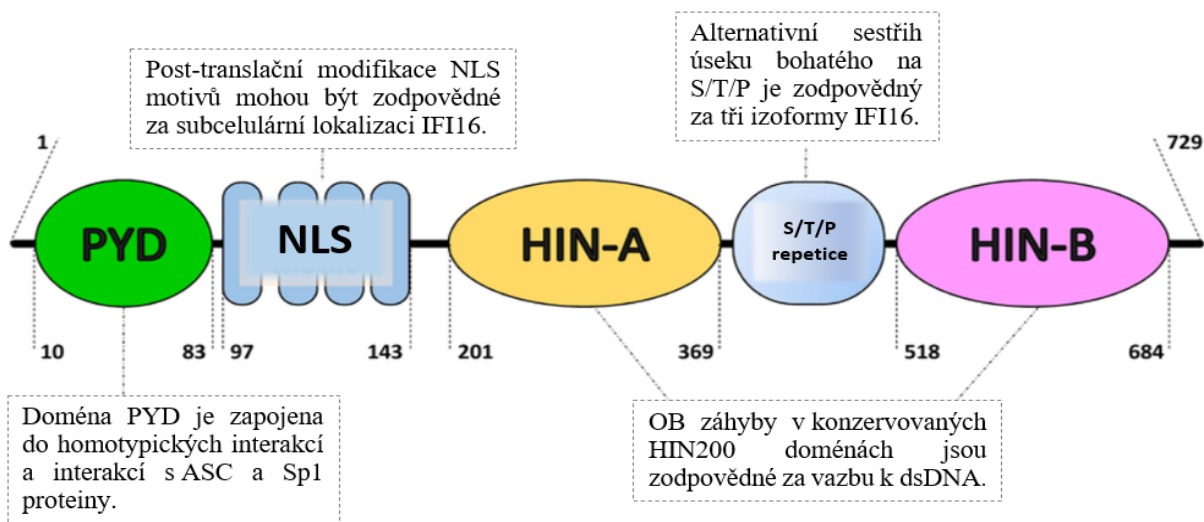 Alternativní sestřih
úseku bohatého na
S/T/P je zodpovědný
za tři izoformy IFI16.
Post-translační modifikace NLS
motivů mohou být zodpovědné
za subcelulární lokalizaci IFI16.
1
729
PYD
NLS
HIN-A
S/T/P
repetice
HIN-B
10
83
97
143
201
369
518
684
Doména PYD je zapojena
do homotypických interakcí
a interakcí s ASC a Sp1
proteiny.
OB záhyby v konzervovaných
HIN200 doménách jsou
zodpovědné za vazbu k dsDNA.